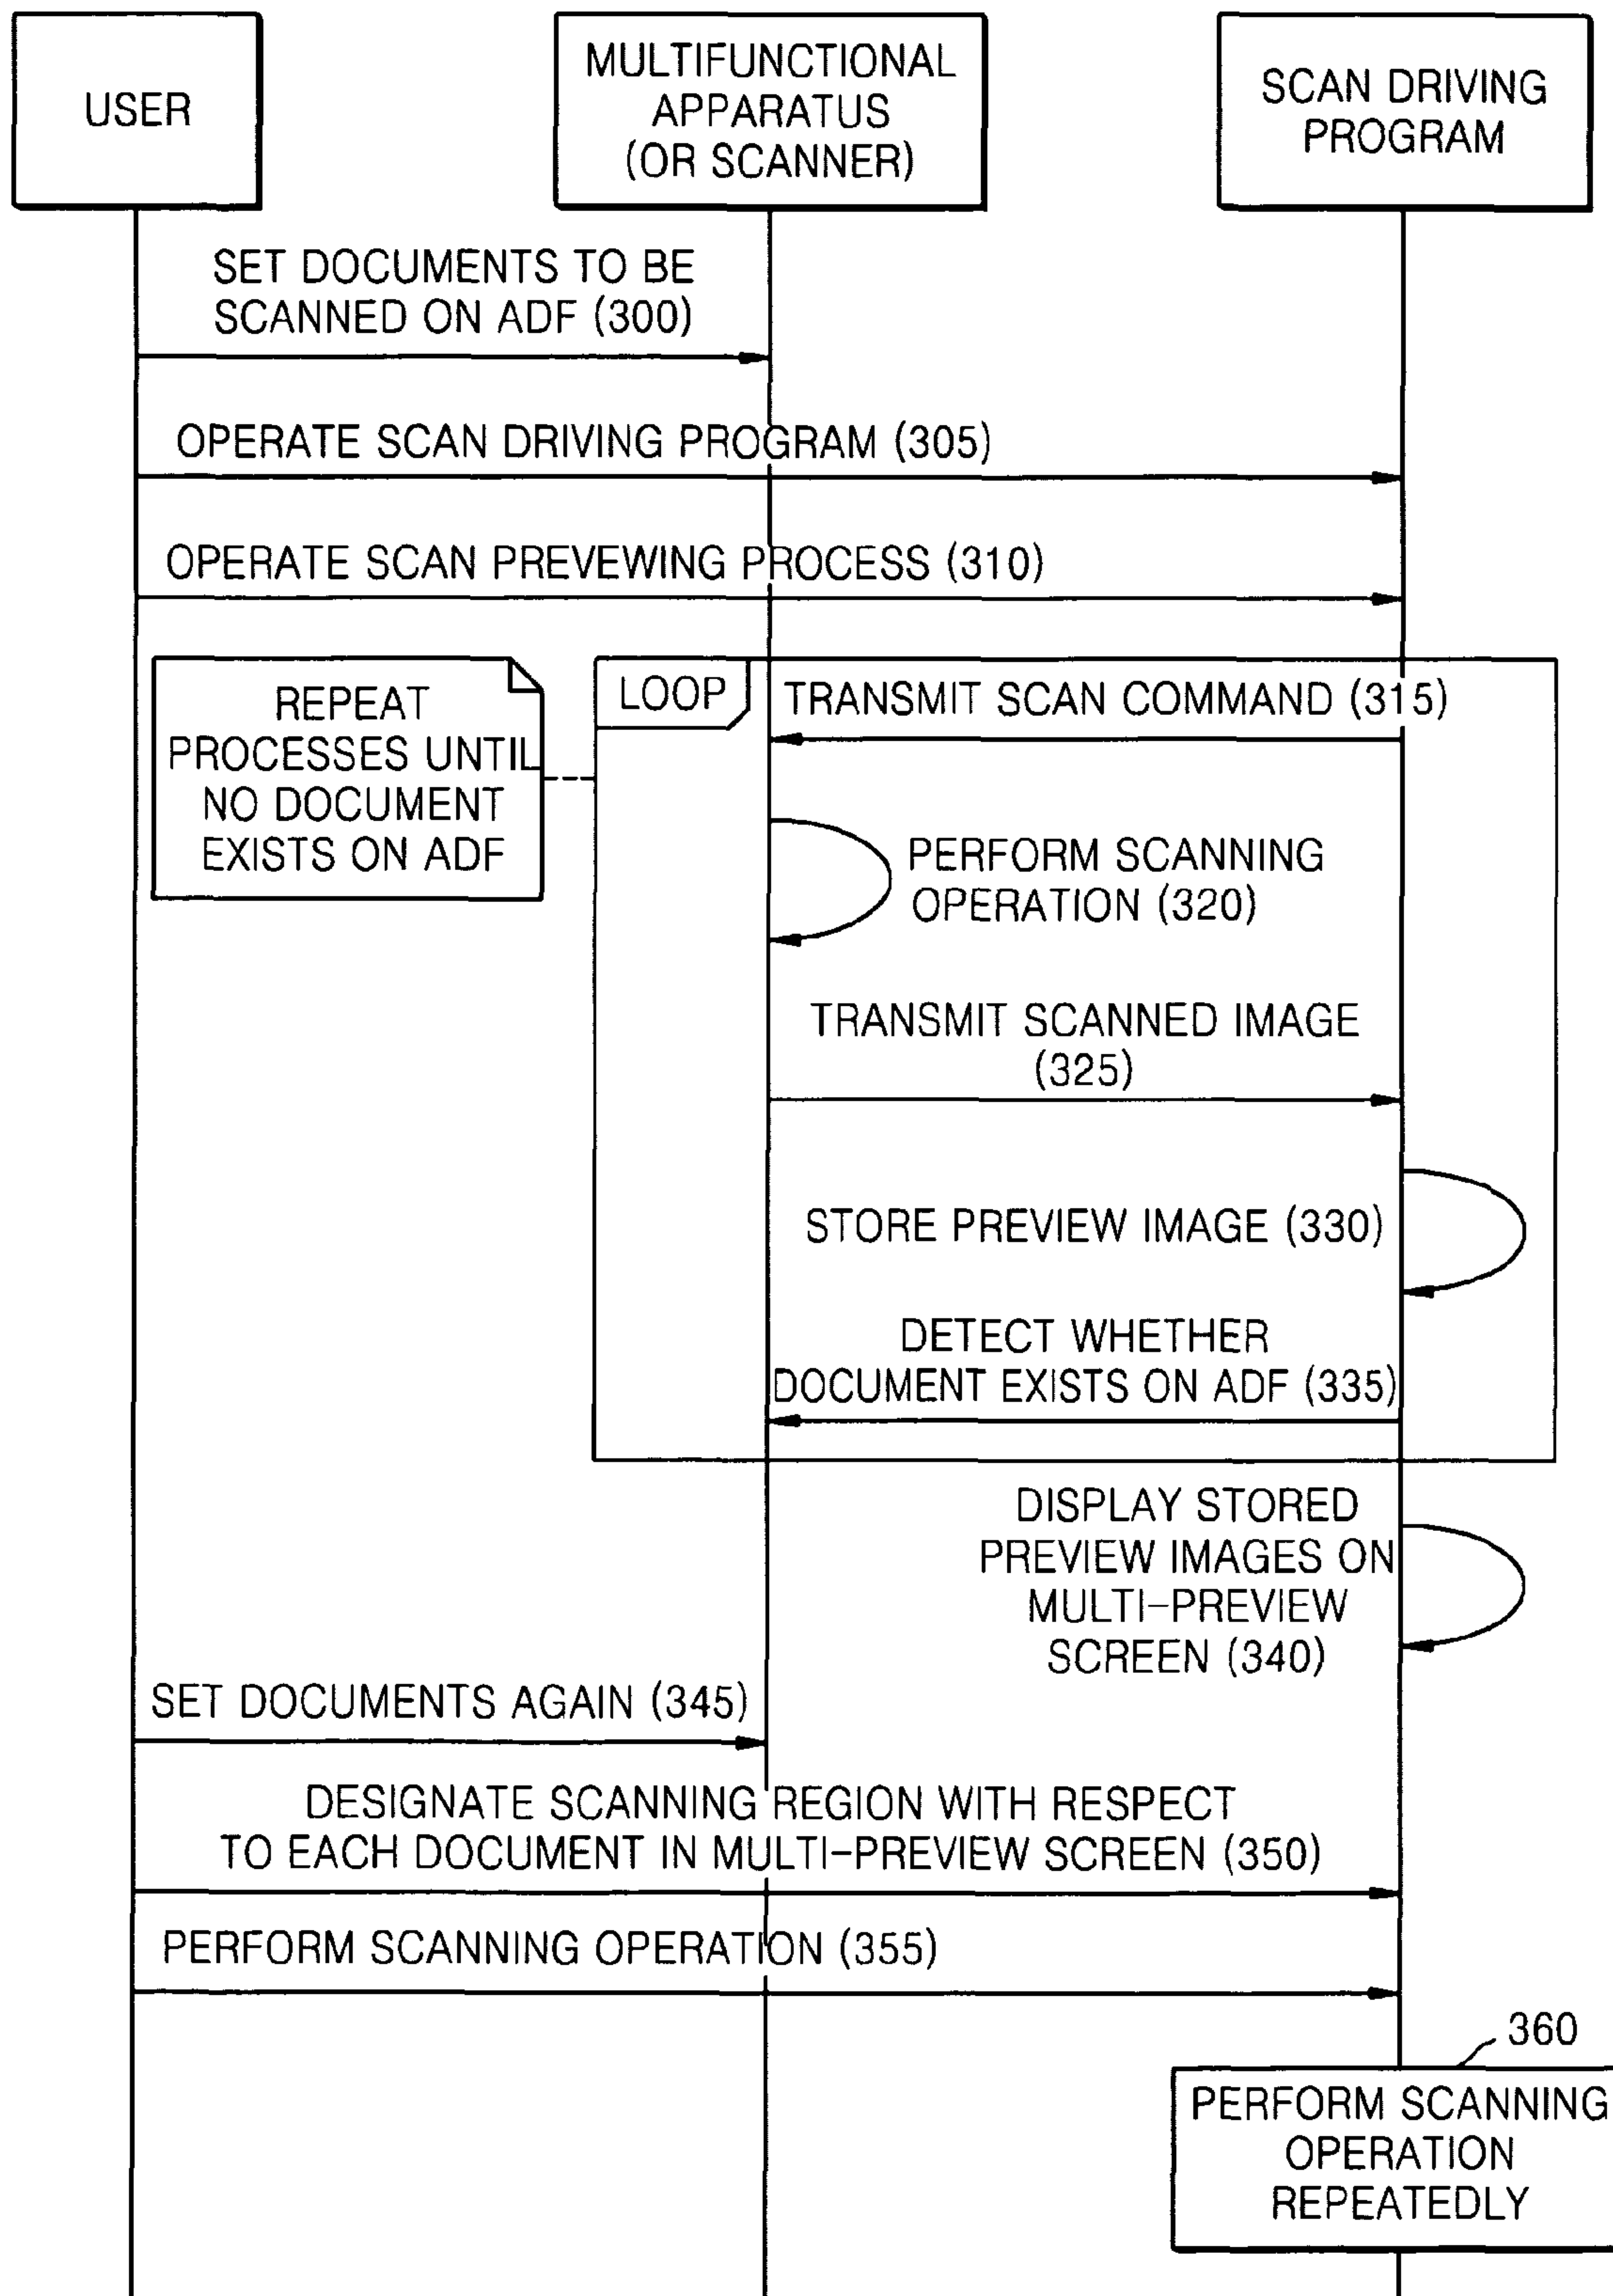 USER
MULTIFUNCTIONAL
APPARATUS
(OR SCANNER)
SCAN DRIVING
PROGRAM
SET DOCUMENTS TO BE
SCANNED ON ADF (300)
OPERATE SCAN DRIVING PROGRAM (305)
OPERATE SCAN PREVEWING PROCESS (310)
REPEAT
PROCESSES UNTIL
NO DOCUMENT
EXISTS ON ADF
LOOP
TRANSMIT SCAN COMMAND (315)
PERFORM SCANNING
OPERATION (320)
TRANSMIT SCANNED IMAGE
(325)
STORE PREVIEW IMAGE (330)
DETECT WHETHER
DOCUMENT EXISTS ON ADF (335)
DISPLAY STORED
PREVIEW IMAGES ON
MULTI-PREVIEW
SCREEN (340)
SET DOCUMENTS AGAIN (345)
DESIGNATE SCANNING REGION WITH RESPECT
TO EACH DOCUMENT IN MULTI-PREVIEW SCREEN (350)
PERFORM SCANNING OPERATION (355)
360
PERFORM SCANNING
OPERATION
REPEATEDLY